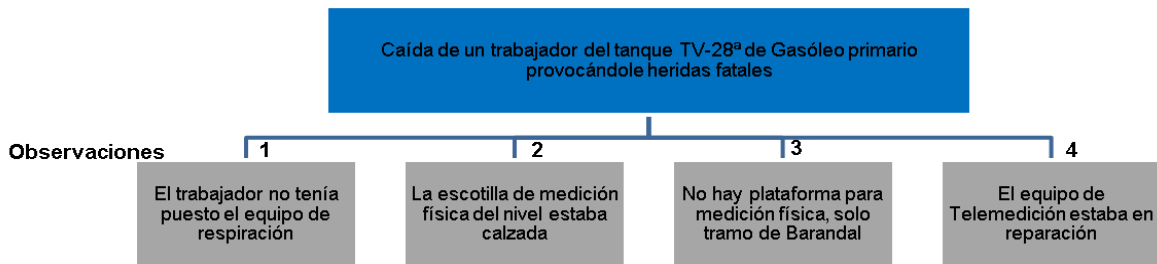 Caída de un trabajador del tanque TV-28ª de Gasóleo primario
provocándole heridas fatales
Observaciones
1
2
3
4
El trabajador no tenía
puesto el equipo de
respiración
La escotilla de medición
física del nivel estaba
calzada
No hay plataforma para
medición física, solo
tramo de Barandal
El equipo de
Telemedición estaba en
reparación